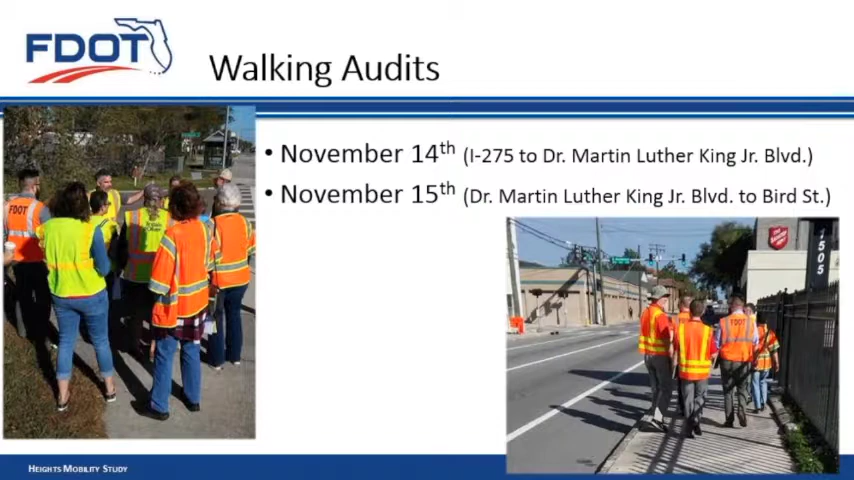 FDOT
Walking Audits
• November 14th (I-275 to Dr. Martin Luther King Jr. Blvd.)
• November 15th (Dr. Martin Luther King Jr. Blvd. to Bird St.)
FDOT
1505
FDOT
HEIGHTS MOBILITY STUDY